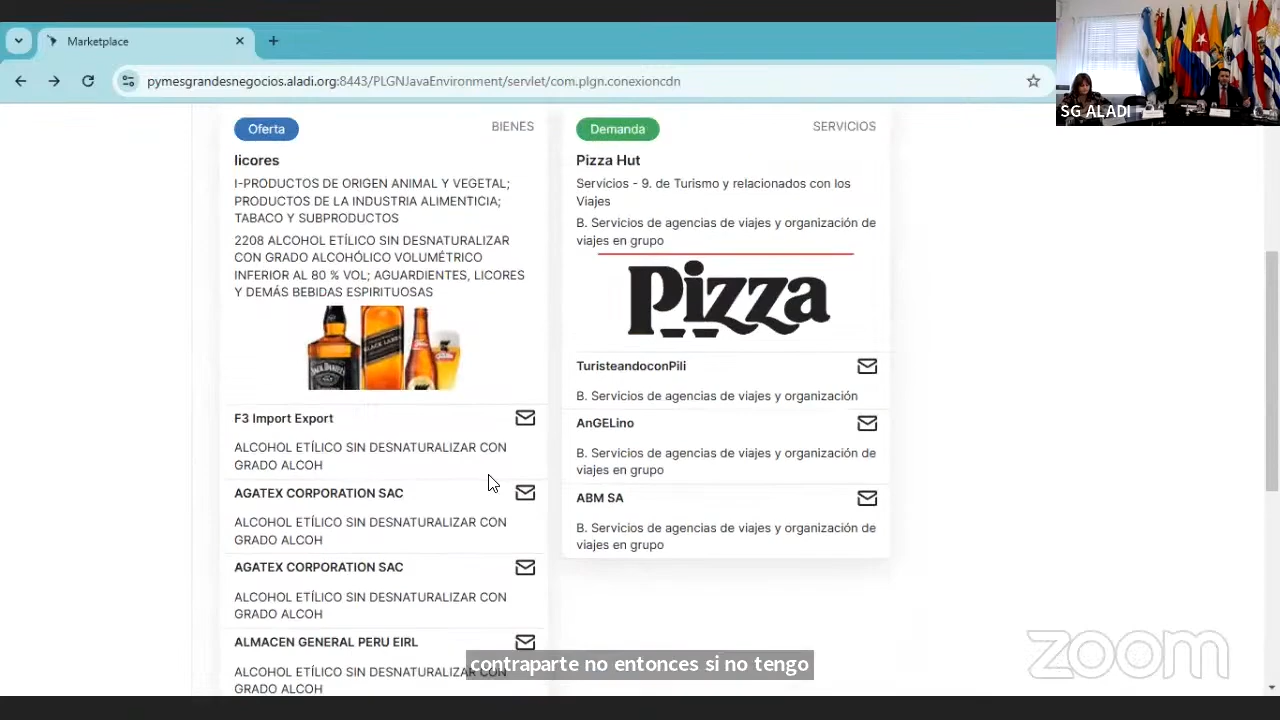 Marketplace
pymesgrandesnegocios.aladi.org:8443/PlGNJavaEnvironment/servlet/com.plgn.conexioncdn
SG ALADI
Oferta
BIENES
licores
I-PRODUCTOS DE ORIGEN ANIMAL Y VEGETAL;
PRODUCTOS DE LA INDUSTRIA ALIMENTICIA;
TABACO Y SUBPRODUCTOS
2208 ALCOHOL ETÍLICO SIN DESNATURALIZAR
CON GRADO ALCOHÓLICO VOLUMÉTRICO
INFERIOR AL 80 % VOL; AGUARDIENTES, LICORES
Y DEMÁS BEBIDAS ESPIRITUOSAS
JACK DANIEL'S
BLACK LABEL
F3 Import Export
ALCOHOL ETÍLICO SIN DESNATURALIZAR CON
GRADO ALCOH
AGATEX CORPORATION SAC
ALCOHOL ETÍLICO SIN DESNATURALIZAR CON
GRADO ALCOH
AGATEX CORPORATION SAC
ALCOHOL ETÍLICO SIN DESNATURALIZAR CON
GRADO ALCOH
ALMACEN GENERAL PERU EIRL
ALCOHOL ETÍLICO SIN DESNATURALIZAR CON
GRADO ALCOH
Demanda
SERVICIOS
Pizza Hut
Servicios - 9. de Turismo y relacionados con los
Viajes
B. Servicios de agencias de viajes y organización de
viajes en grupo
Pizza
TuristeandoconPili
B. Servicios de agencias de viajes y organización
AnGELino
B. Servicios de agencias de viajes y organización de
viajes en grupo
ABM SA
B. Servicios de agencias de viajes y organización de
viajes en grupo
contraparte no entonces si no tengo
zoom